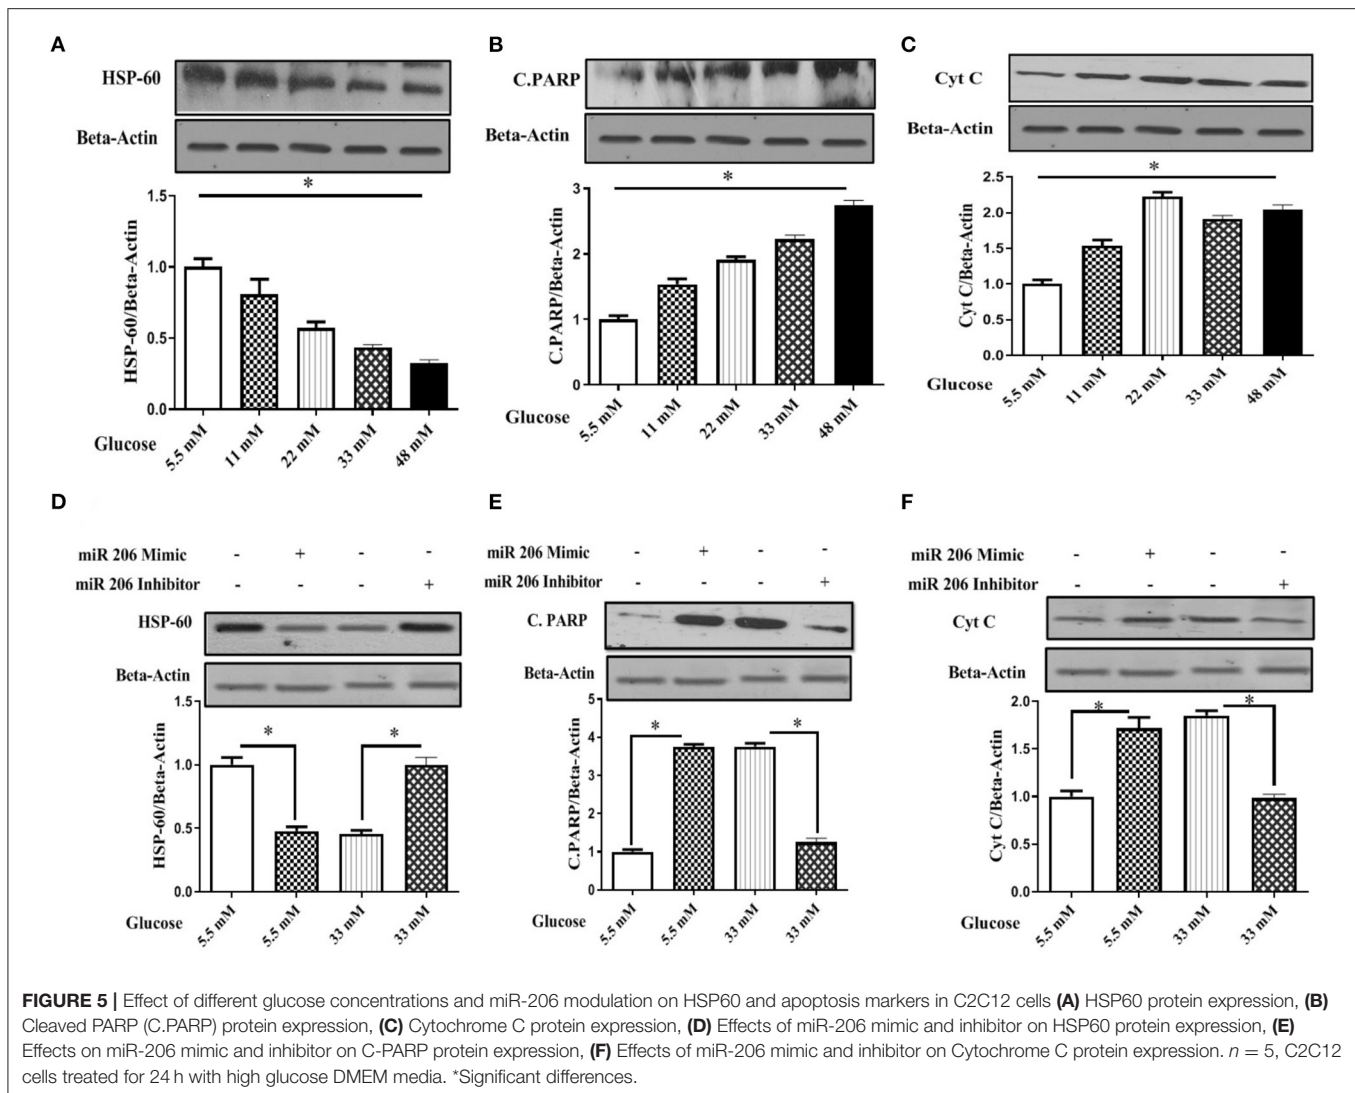 A
HSP-60
Beta-Actin
*
HSP-60/Beta-Actin
1.5
1.0
0.5
0.0
Glucose
5.5 mM
11 mM
22 mM
33 mM
48 mM
B
C.PARP
Beta-Actin
*
C.PARP/Beta-Actin
3
2
1
0
Glucose
5.5 mM
11 mM
22 mM
33 mM
48 mM
C
Cyt C
Beta-Actin
*
Cyt C/Beta-Actin
2.5
2.0
1.5
1.0
0.5
0.0
Glucose
5.5 mM
11 mM
22 mM
33 mM
48 mM
D
miR 206 Mimic - + - -
miR 206 Inhibitor - - - +
HSP-60
Beta-Actin
* *
HSP-60/Beta-Actin
1.5
1.0
0.5
0.0
Glucose
5.5 mM
5.5 mM
33 mM
33 mM
E
miR 206 Mimic - + - -
miR 206 Inhibitor - - - +
C. PARP
Beta-Actin
* *
C.PARP/Beta-Actin
5
4
3
2
1
0
Glucose
5.5 mM
5.5 mM
33 mM
33 mM
F
miR 206 Mimic - + - -
miR 206 Inhibitor - - - +
Cyt C
Beta-Actin
* *
Cyt C/Beta-Actin
2.0
1.5
1.0
0.5
0.0
Glucose
5.5 mM
5.5 mM
33 mM
33 mM
FIGURE 5 | Effect of different glucose concentrations and miR-206 modulation on HSP60 and apoptosis markers in C2C12 cells (A) HSP60 protein expression, (B)
Cleaved PARP (C.PARP) protein expression, (C) Cytochrome C protein expression, (D) Effects of miR-206 mimic and inhibitor on HSP60 protein expression, (E)
Effects on miR-206 mimic and inhibitor on C-PARP protein expression, (F) Effects of miR-206 mimic and inhibitor on Cytochrome C protein expression. n = 5, C2C12
cells treated for 24 h with high glucose DMEM media. *Significant differences.